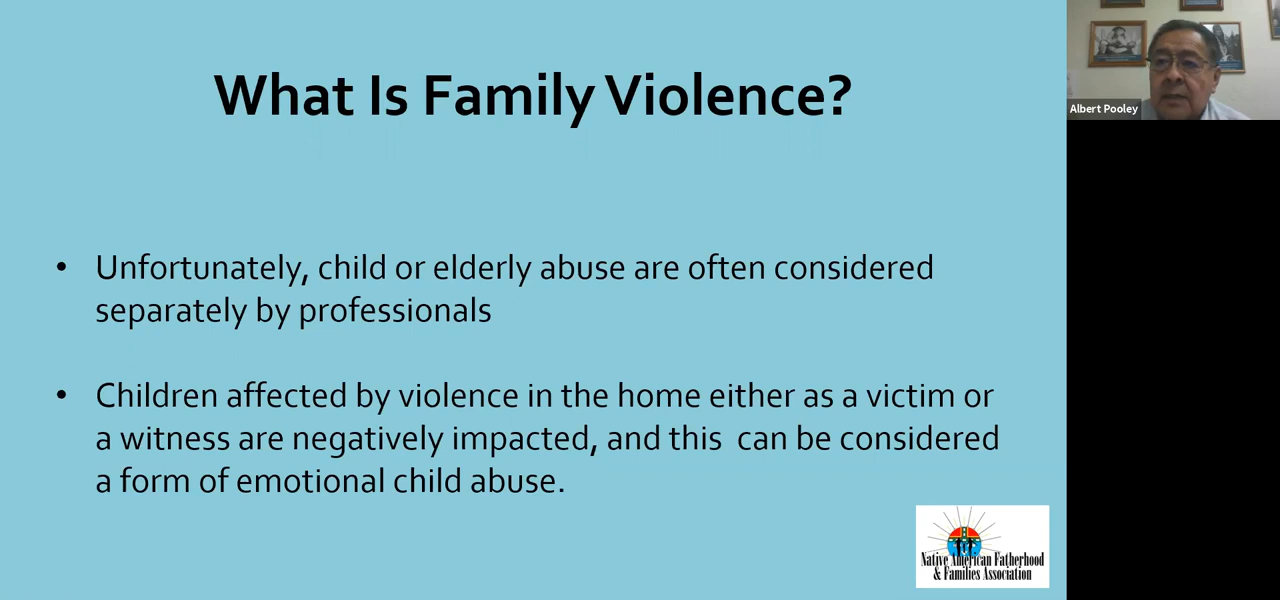 What Is Family Violence?
• Unfortunately, child or elderly abuse are often considered
separately by professionals
• Children affected by violence in the home either as a victim or
a witness are negatively impacted, and this  can be considered
a form of emotional child abuse.
Albert Pooley
Native American Fatherhood
& Families Association